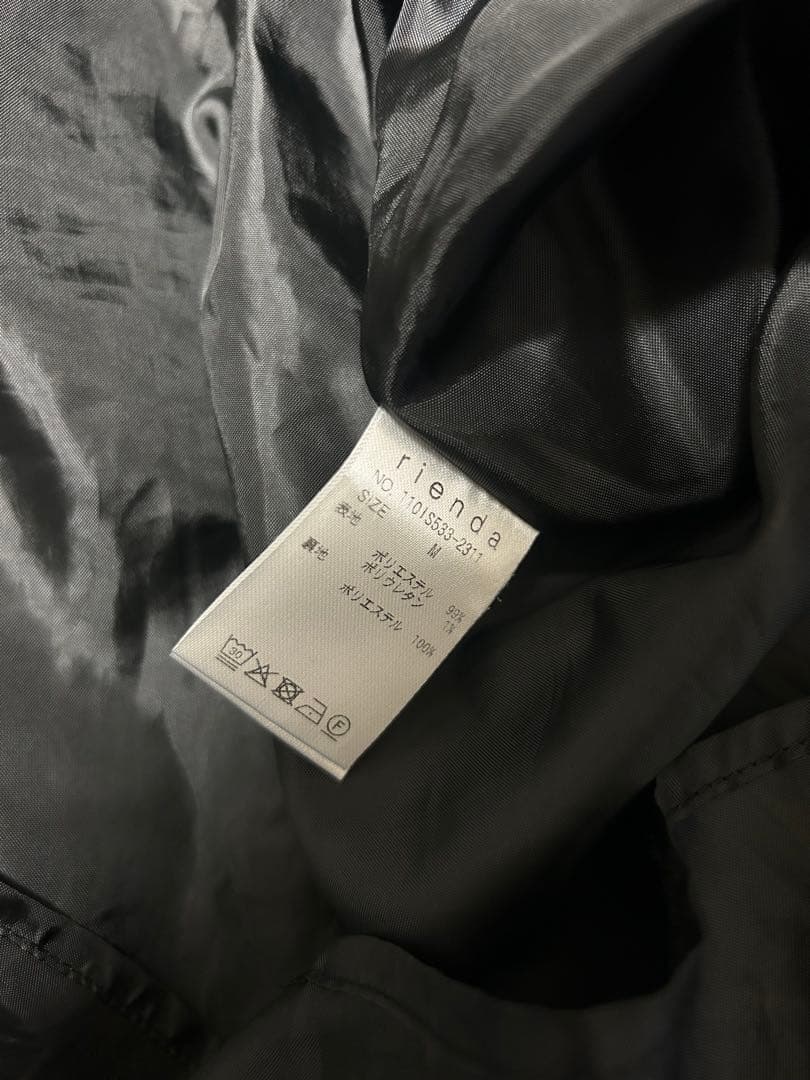 rienda
NO. 110IS533-2311
SIZE M
表地 ポリエステル 99%
ポリウレタン 1%
裏地 ポリエステル 100%
30
F